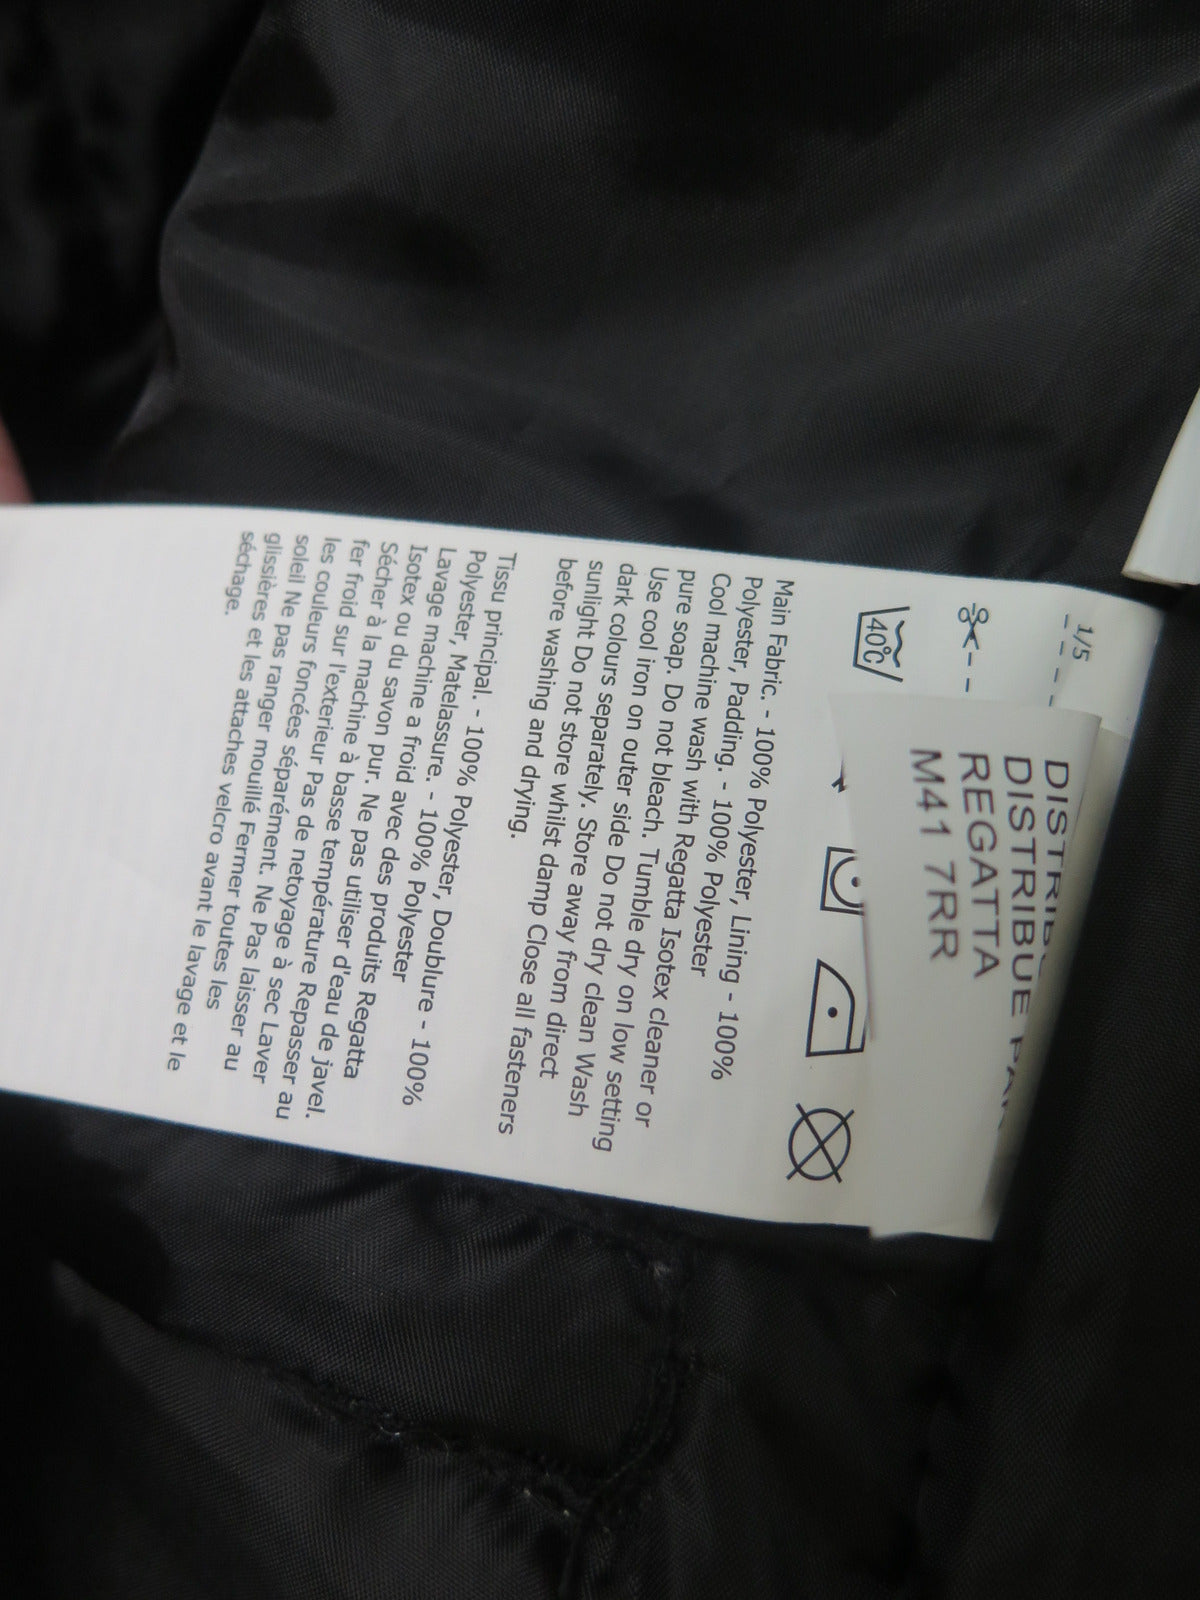 1/5
DISTRIBUE
REGATTA
M41 7RR
40°C
Main Fabric. - 100% Polyester, Lining - 100%
Polyester, Padding. - 100% Polyester
Cool machine wash with Regatta Isotex cleaner or
pure soap. Do not bleach. Tumble dry on low setting
Use cool iron on outer side Do not dry clean Wash
dark colours separately. Store away from direct
sunlight Do not store whilst damp Close all fasteners
before washing and drying.
Tissu principal. - 100% Polyester, Doublure - 100%
Polyester, Matelassure. - 100% Polyester
Lavage machine a froid avec des produits Regatta
Isotex ou du savon pur. Ne pas utiliser d'eau de javel.
Sécher à la machine à basse température Repasser au
fer froid sur l'exterieur Pas de netoyage à sec Laver
les couleurs foncées séparément. Ne Pas laisser au
soleil Ne pas ranger mouillé Fermer toutes les
glissières et les attaches velcro avant le lavage et le
séchage.